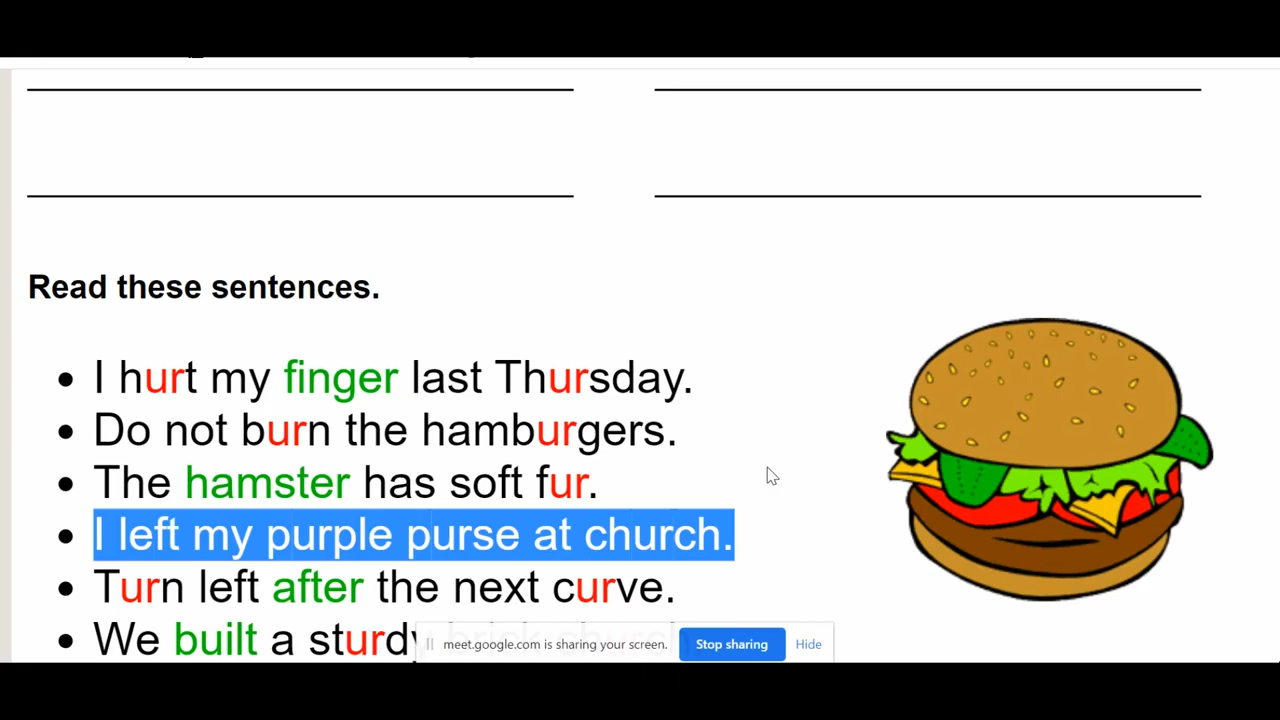 Read these sentences.
I hurt my finger last Thursday.
Do not burn the hamburgers.
The hamster has soft fur.
I left my purple purse at church.
Turn left after the next curve.
We built a sturdy brick church
meet.google.com is sharing your screen.
Stop sharing
Hide